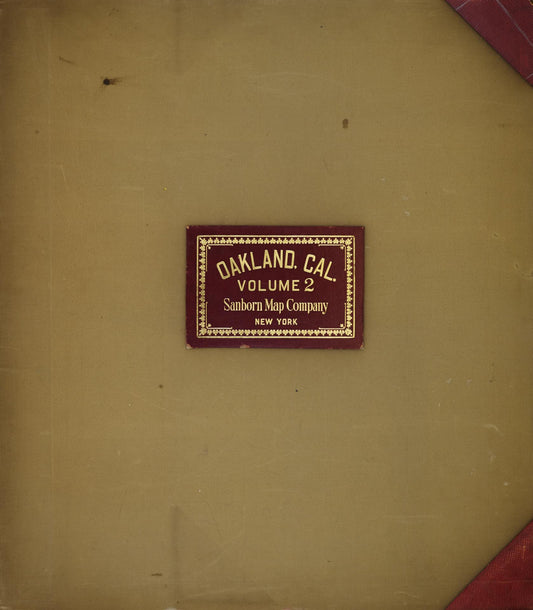 OAKLAND. CAL.
VOLUME 2
Sanborn Map Company
NEW YORK